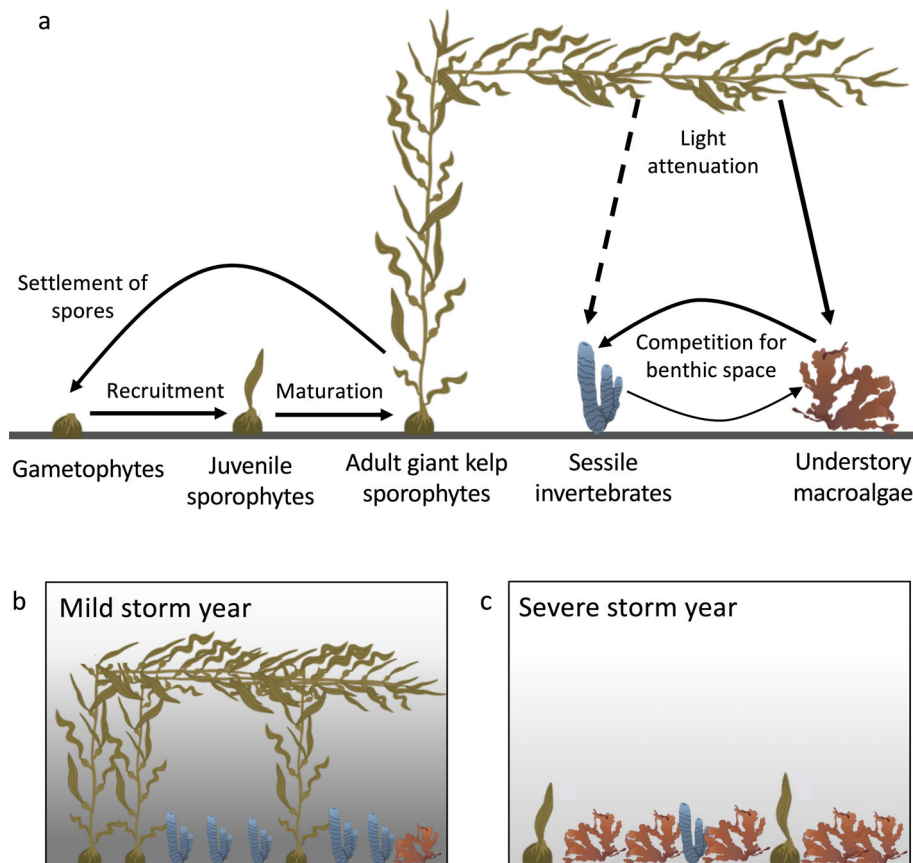 a
Light
attenuation
Settlement of
spores
Recruitment
Maturation
Competition for
benthic space
Gametophytes
Juvenile
sporophytes
Adult giant kelp
sporophytes
Sessile
invertebrates
Understory
macroalgae
b
Mild storm year
c
Severe storm year